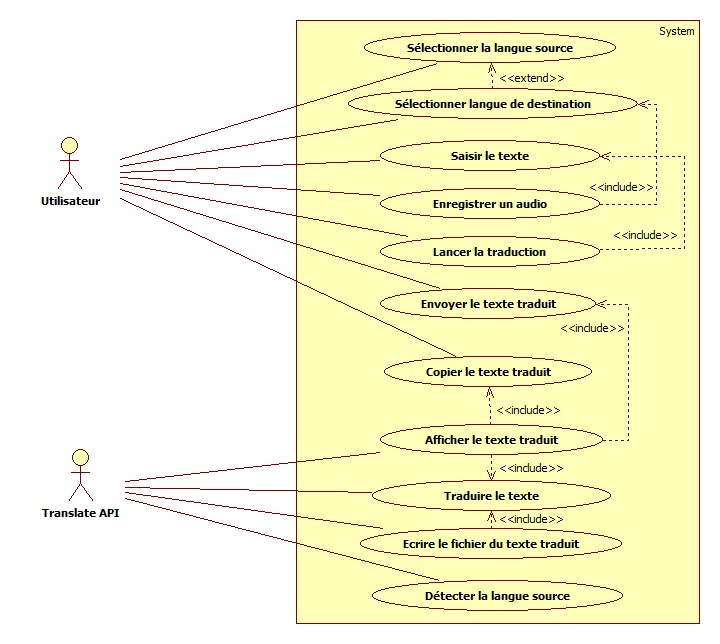 System
Sélectionner la langue source
<<extend>>
Sélectionner langue de destination
Saisir le texte
Utilisateur
<<include>>
Enregistrer un audio
<<include>>
Lancer la traduction
Envoyer le texte traduit
<<include>>
Copier le texte traduit
<<include>>
Afficher le texte traduit
<<include>>
Traduire le texte
Translate API
<<include>>
Ecrire le fichier du texte traduit
Détecter la langue source